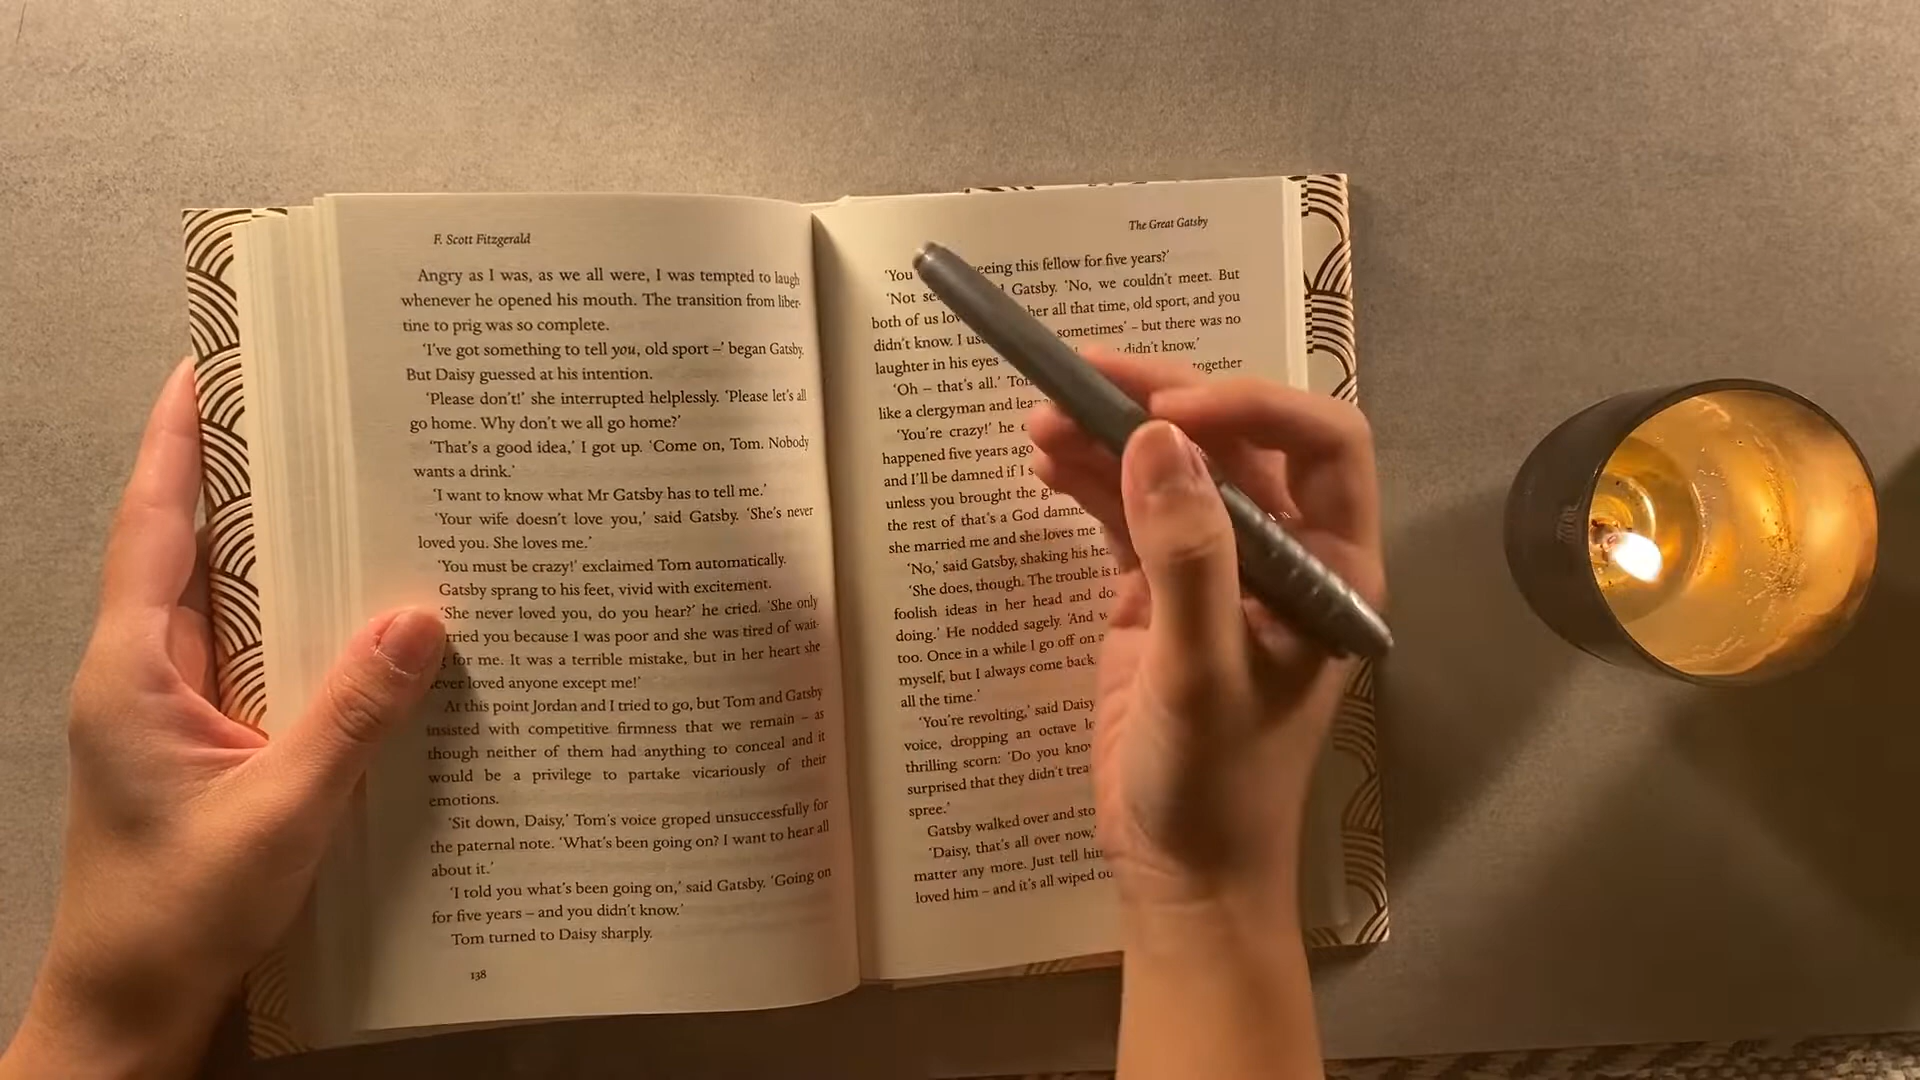 F. Scott Fitzgerald
Angry as I was, as we all were, I was tempted to laugh
whenever he opened his mouth. The transition from liber-
tine to prig was so complete.
‘I’ve got something to tell you, old sport –’ began Gatsby.
But Daisy guessed at his intention.
‘Please don’t!’ she interrupted helplessly. ‘Please let’s all
go home. Why don’t we all go home?’
‘That’s a good idea,’ I got up. ‘Come on, Tom. Nobody
wants a drink.’
‘I want to know what Mr Gatsby has to tell me.’
‘Your wife doesn’t love you,’ said Gatsby. ‘She’s never
loved you. She loves me.’
‘You must be crazy!’ exclaimed Tom automatically.
Gatsby sprang to his feet, vivid with excitement.
‘She never loved you, do you hear?’ he cried. ‘She only
rried you because I was poor and she was tired of wait-
for me. It was a terrible mistake, but in her heart she
ever loved anyone except me!’
At this point Jordan and I tried to go, but Tom and Gatsby
insisted with competitive firmness that we remain – as
though neither of them had anything to conceal and it
would be a privilege to partake vicariously of their
emotions.
‘Sit down, Daisy,’ Tom’s voice groped unsuccessfully for
the paternal note. ‘What’s been going on? I want to hear all
about it.’
‘I told you what’s been going on,’ said Gatsby. ‘Going on
for five years – and you didn’t know.’
Tom turned to Daisy sharply.
138
The Great Gatsby
‘You seeing this fellow for five years?’
‘Not Gatsby. ‘No, we couldn’t meet. But
both of us her all that time, old sport, and you
didn’t know. I sometimes’ – but there was no
laughter in his eyes didn’t know.’
‘Oh – that’s all.’ together
like a clergyman and
‘You’re crazy!’ he
happened five years ago
and I’ll be damned if I
unless you brought the
the rest of that’s a God
she married me and she loves me
‘No,’ said Gatsby, shaking his
‘She does, though. The trouble is
foolish ideas in her head and
doing.’ He nodded sagely. ‘And
too. Once in a while I go off on
myself, but I always come back,
all the time.’
‘You’re revolting,’ said Daisy
voice, dropping an octave
thrilling scorn: ‘Do you
surprised that they didn’t
spree.’
Gatsby walked over and
‘Daisy, that’s all over now,’
matter any more. Just tell
loved him – and it’s all wiped